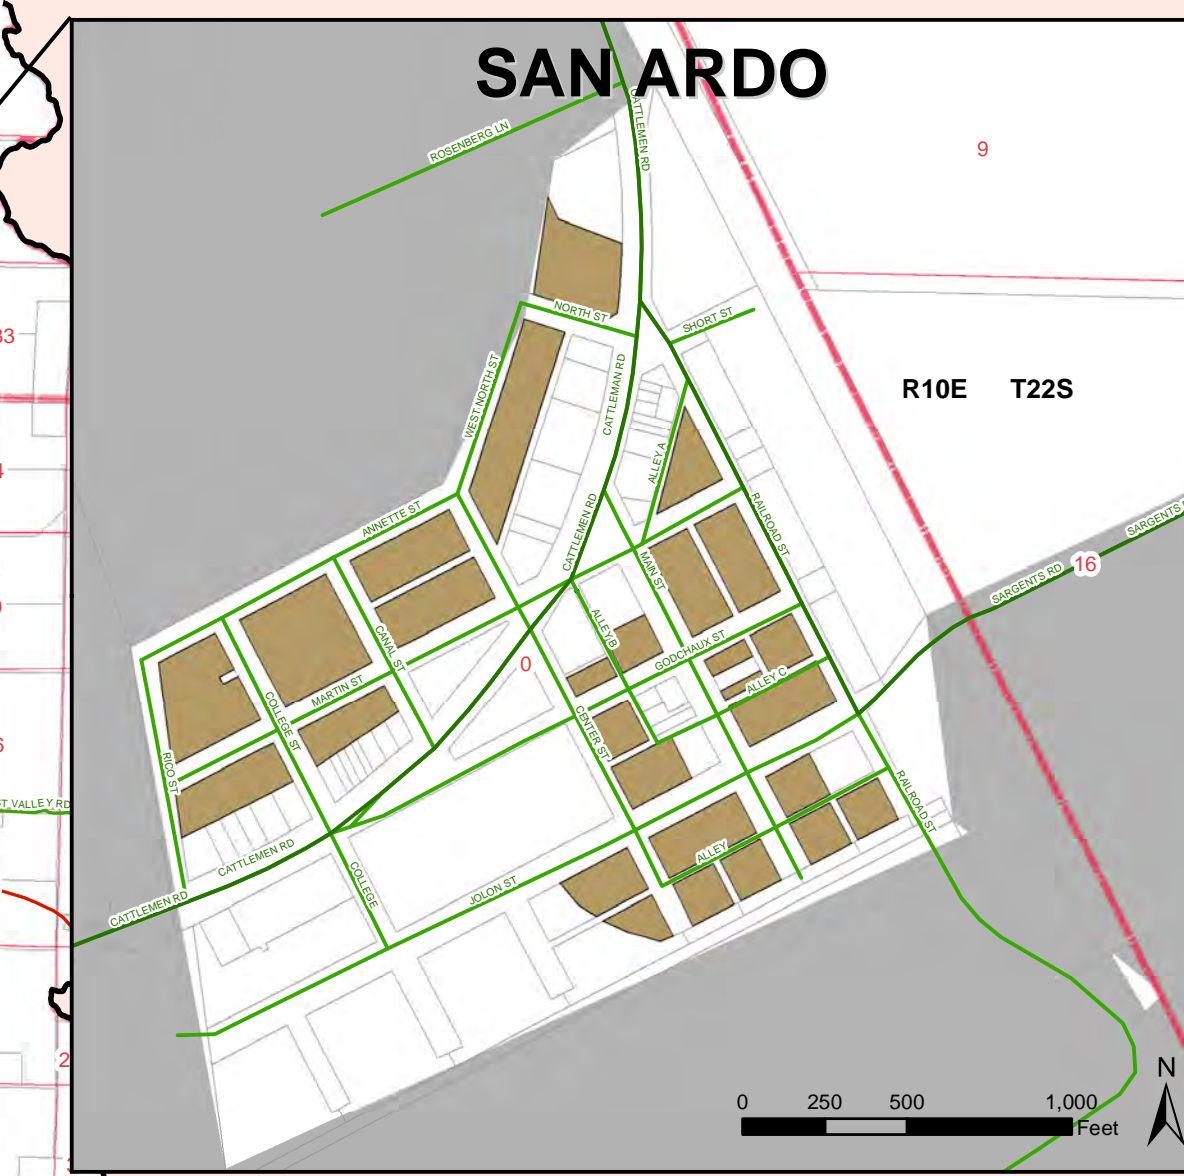 SAN ARDO
CATTLEMEN RD
ROSENBERG LN
9
NORTH ST
SHORT ST
33
CATTLEMAN RD
WEST NORTH ST
R10E T22S
ALLEY A
ANNETTE ST
RAILROAD ST
CATTLEMEN RD
SARGENTS
MAIN ST
16
SARGENTS RD
ALLEY B
CANAL ST
GODCHAUX ST
0
MARTIN ST
ALLEY C
COLLEGE ST
CENTER ST
RICO ST
RAILROAD ST
T VALLEY RD
CATTLEMEN RD
ALLEY
COLLEGE
JOLON ST
CATTLEMEN RD
2
N
0 250 500 1,000
Feet